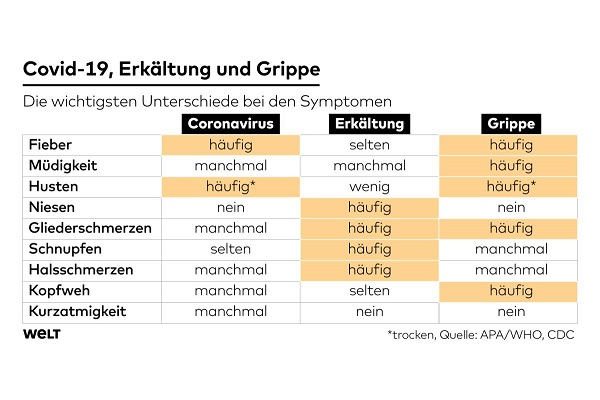 Covid-19, Erkältung und Grippe
Die wichtigsten Unterschiede bei den Symptomen
Coronavirus Erkältung Grippe
Fieber häufig selten häufig
Müdigkeit manchmal manchmal häufig
Husten häufig* wenig häufig*
Niesen nein häufig nein
Gliederschmerzen manchmal häufig häufig
Schnupfen selten häufig manchmal
Halsschmerzen manchmal häufig manchmal
Kopfweh manchmal selten häufig
Kurzatmigkeit manchmal nein nein
WELT *trocken, Quelle: APA/WHO, CDC